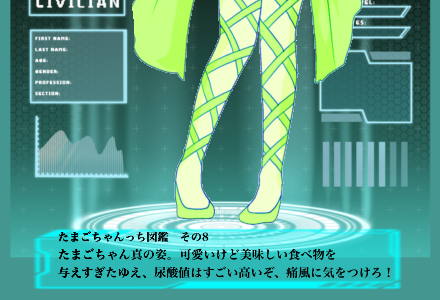 CIVILIAN
FIRST NAME:
LAST NAME:
AGE:
GENDER:
PROFESSION:
SECTION:
EL:
ES:
たまごちゃんっち図鑑　その8
たまごちゃん真の姿。可愛いけど美味しい食べ物を
与えすぎたゆえ、尿酸値はすごい高いぞ、痛風に気をつけろ！